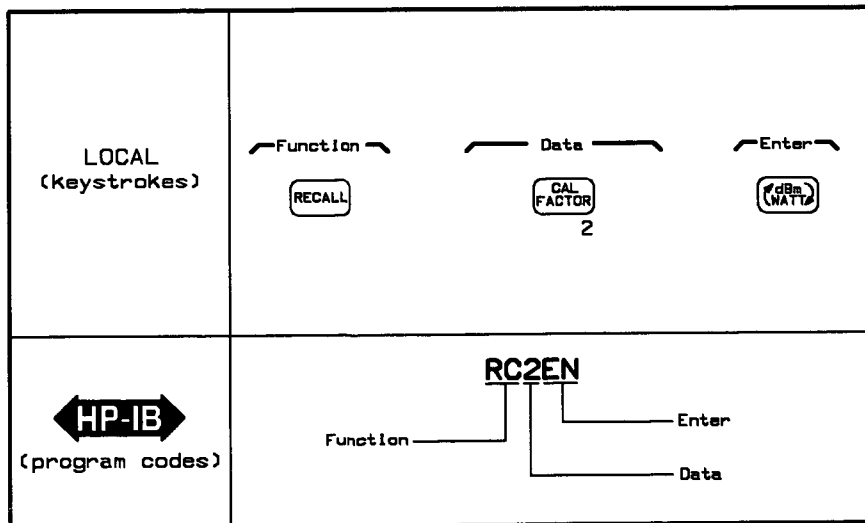 LOCAL
(keystrokes)
Function
Data
Enter
RECALL
CAL
FACTOR
2
dBm
WATT
HP-IB
(program codes)
RC2EN
Function
Enter
Data